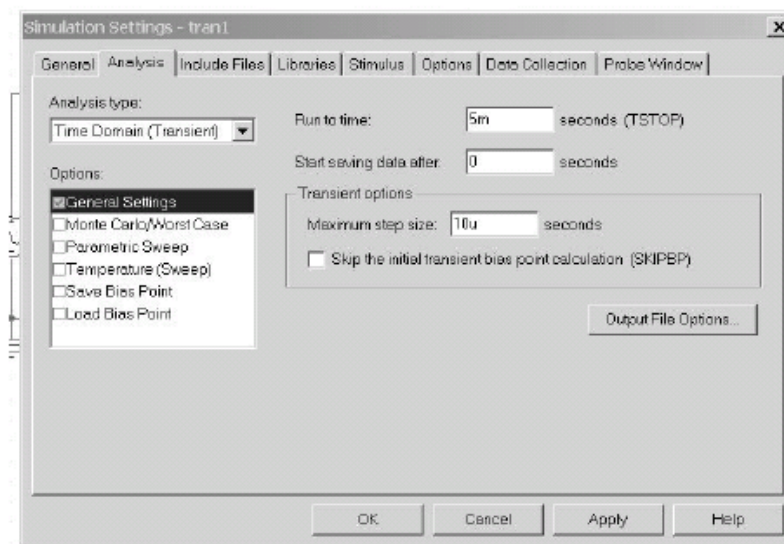 Simulation Settings - tran1
General Analysis Include Files Libraries Stimulus Options Data Collection Probe Window
Analysis type:
Time Domain (Transient)
Options:
General Settings
Monte Carlo/Worst Case
Parametric Sweep
Temperature (Sweep)
Save Bias Point
Load Bias Point
Run to time: 5m seconds (TSTOP)
Start saving data after: 0 seconds
Transient options
Maximum step size: 10u seconds
Skip the initial transient bias point calculation (SKIPBP)
Output File Options...
OK Cancel Apply Help